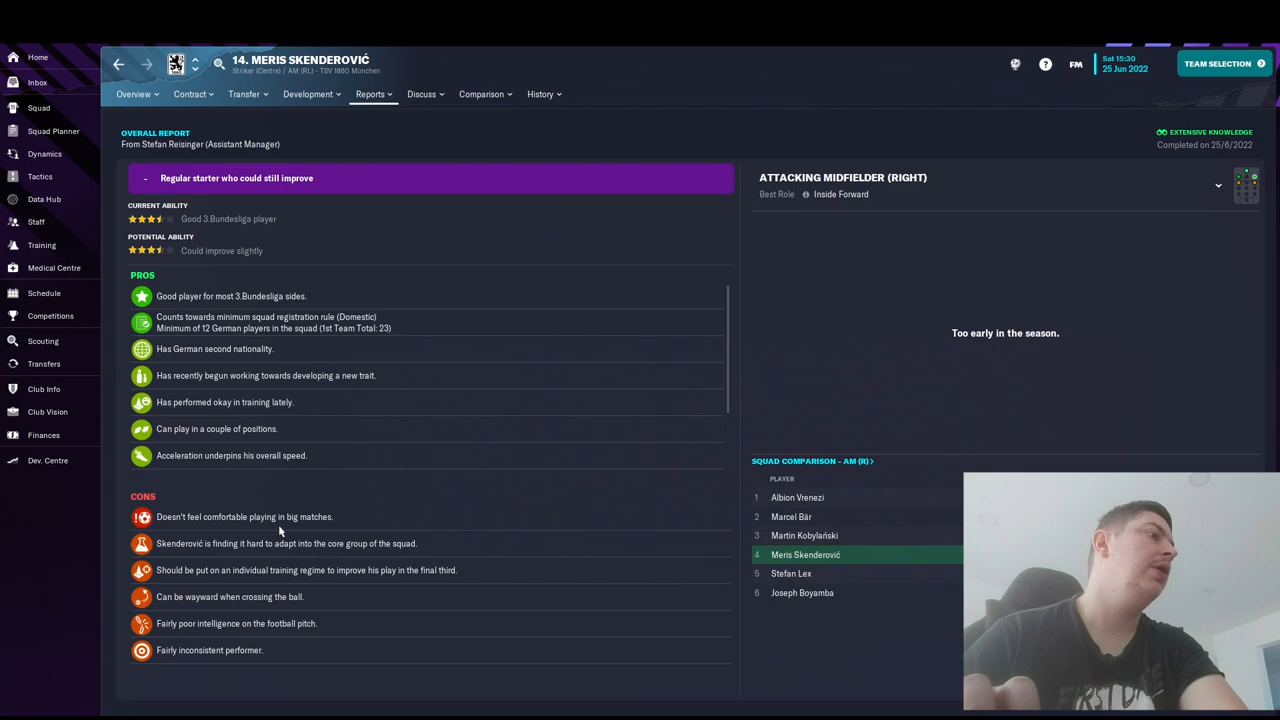 Home
Inbox
Squad
Squad Planner
Dynamics
Tactics
Data Hub
Staff
Training
Medical Centre
Schedule
Competitions
Scouting
Transfers
Club Info
Club Vision
Finances
Dev. Centre
14. MERIS SKENDEROVIĆ
Striker (Centre) / AM (RL) - TSV 1860 München
FM
Sat 15:30
25 Jun 2022
TEAM SELECTION
Overview
Contract
Transfer
Development
Reports
Discuss
Comparison
History
OVERALL REPORT
From Stefan Reisinger (Assistant Manager)
EXTENSIVE KNOWLEDGE
Completed on 25/6/2022
- Regular starter who could still improve
CURRENT ABILITY
Good 3.Bundesliga player
POTENTIAL ABILITY
Could improve slightly
PROS
Good player for most 3.Bundesliga sides.
Counts towards minimum squad registration rule (Domestic)
Minimum of 12 German players in the squad (1st Team Total: 23)
Has German second nationality.
Has recently begun working towards developing a new trait.
Has performed okay in training lately.
Can play in a couple of positions.
Acceleration underpins his overall speed.
CONS
Doesn't feel comfortable playing in big matches.
Skenderović is finding it hard to adapt into the core group of the squad.
Should be put on an individual training regime to improve his play in the final third.
Can be wayward when crossing the ball.
Fairly poor intelligence on the football pitch.
Fairly inconsistent performer.
ATTACKING MIDFIELDER (RIGHT)
Best Role Inside Forward
Too early in the season.
SQUAD COMPARISON - AM (R)
PLAYER
1 Albion Vrenezi
2 Marcel Bär
3 Martin Kobylański
4 Meris Skenderović
5 Stefan Lex
6 Joseph Boyamba